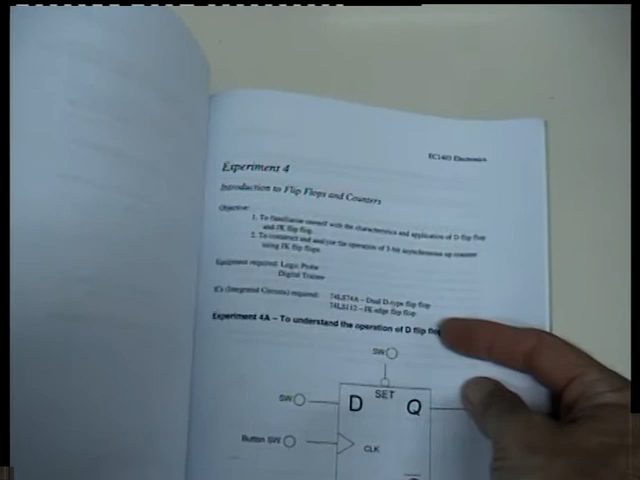 EC1403 Electronics
Experiment 4
Introduction to Flip Flops and Counters
Objective:
1. To familiarise oneself with the characteristics and application of D flip flop
and JK flip flop.
2. To construct and analyse the operation of 3-bit asynchronous up counter
using JK flip flops.
Equipment required: Logic Probe
Digital Trainer
ICs (Integrated Circuits) required: 74LS74A – Dual D-type flip flop
74LS112 – JK edge flip flop
Experiment 4A – To understand the operation of D flip flop
SW
SET
SW D Q
Button SW CLK